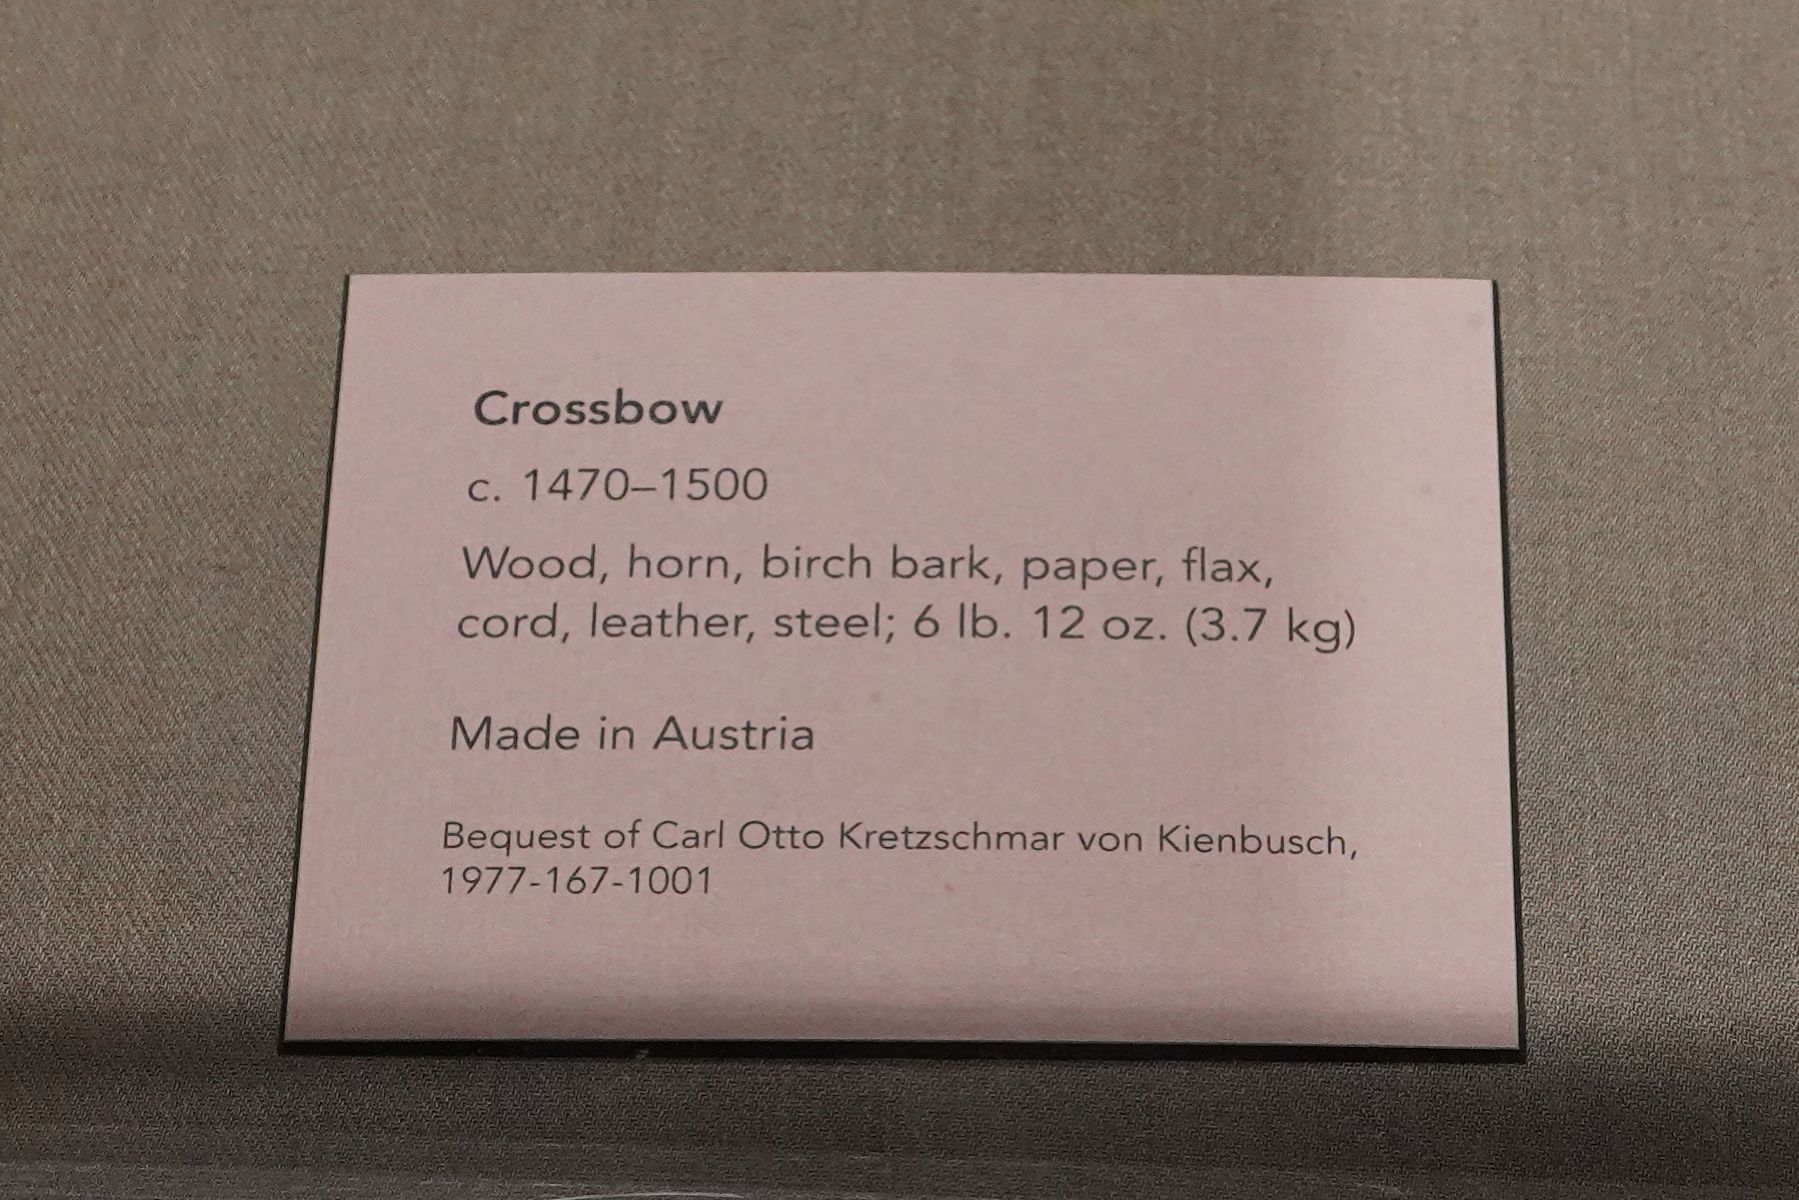 Crossbow
c. 1470–1500
Wood, horn, birch bark, paper, flax,
cord, leather, steel; 6 lb. 12 oz. (3.7 kg)
Made in Austria
Bequest of Carl Otto Kretzschmar von Kienbusch,
1977-167-1001